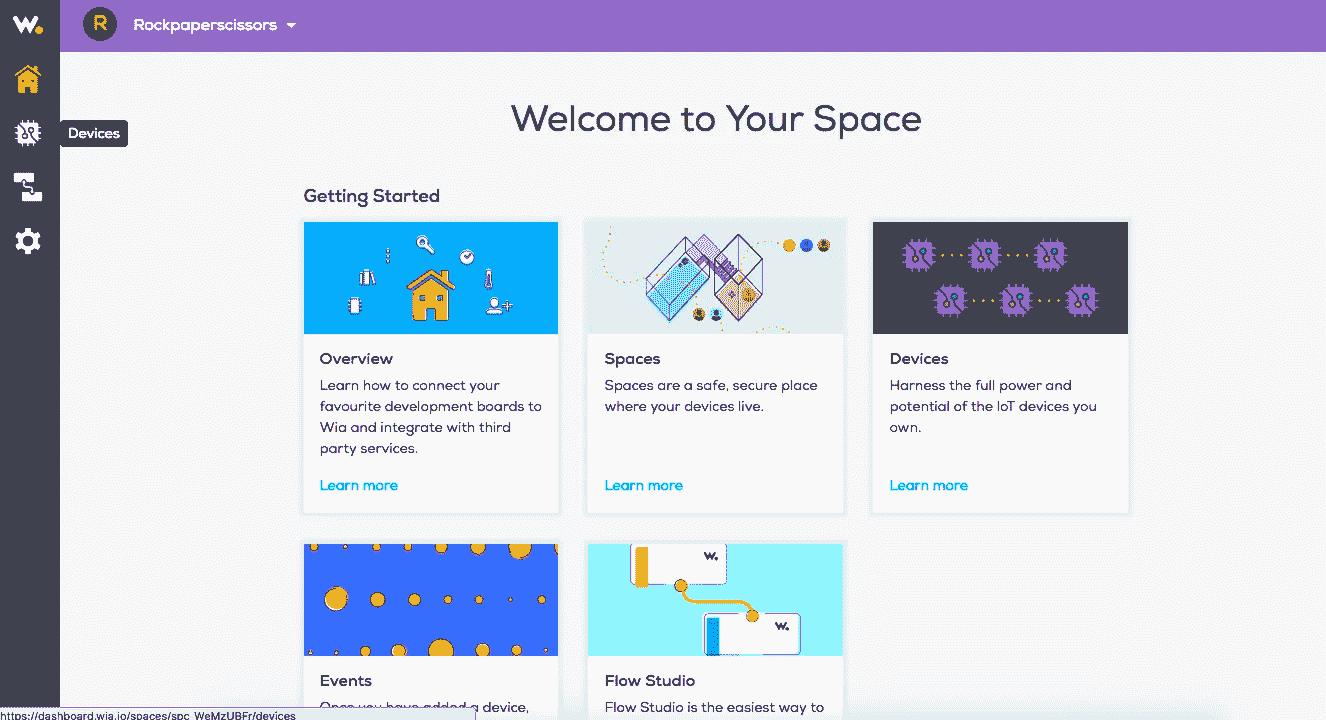 W.
R
Rockpaperscissors
Devices
Welcome to Your Space
Getting Started
Overview
Learn how to connect your
favourite development boards to
Wia and integrate with third
party services.
Learn more
Spaces
Spaces are a safe, secure place
where your devices live.
Learn more
Devices
Harness the full power and
potential of the IoT devices you
own.
Learn more
Events
Once you have added a device,
W.
W.
Flow Studio
Flow Studio is the easiest way to
https://dashboard.wia.io/spaces/spc_WeMzUBFr/devices